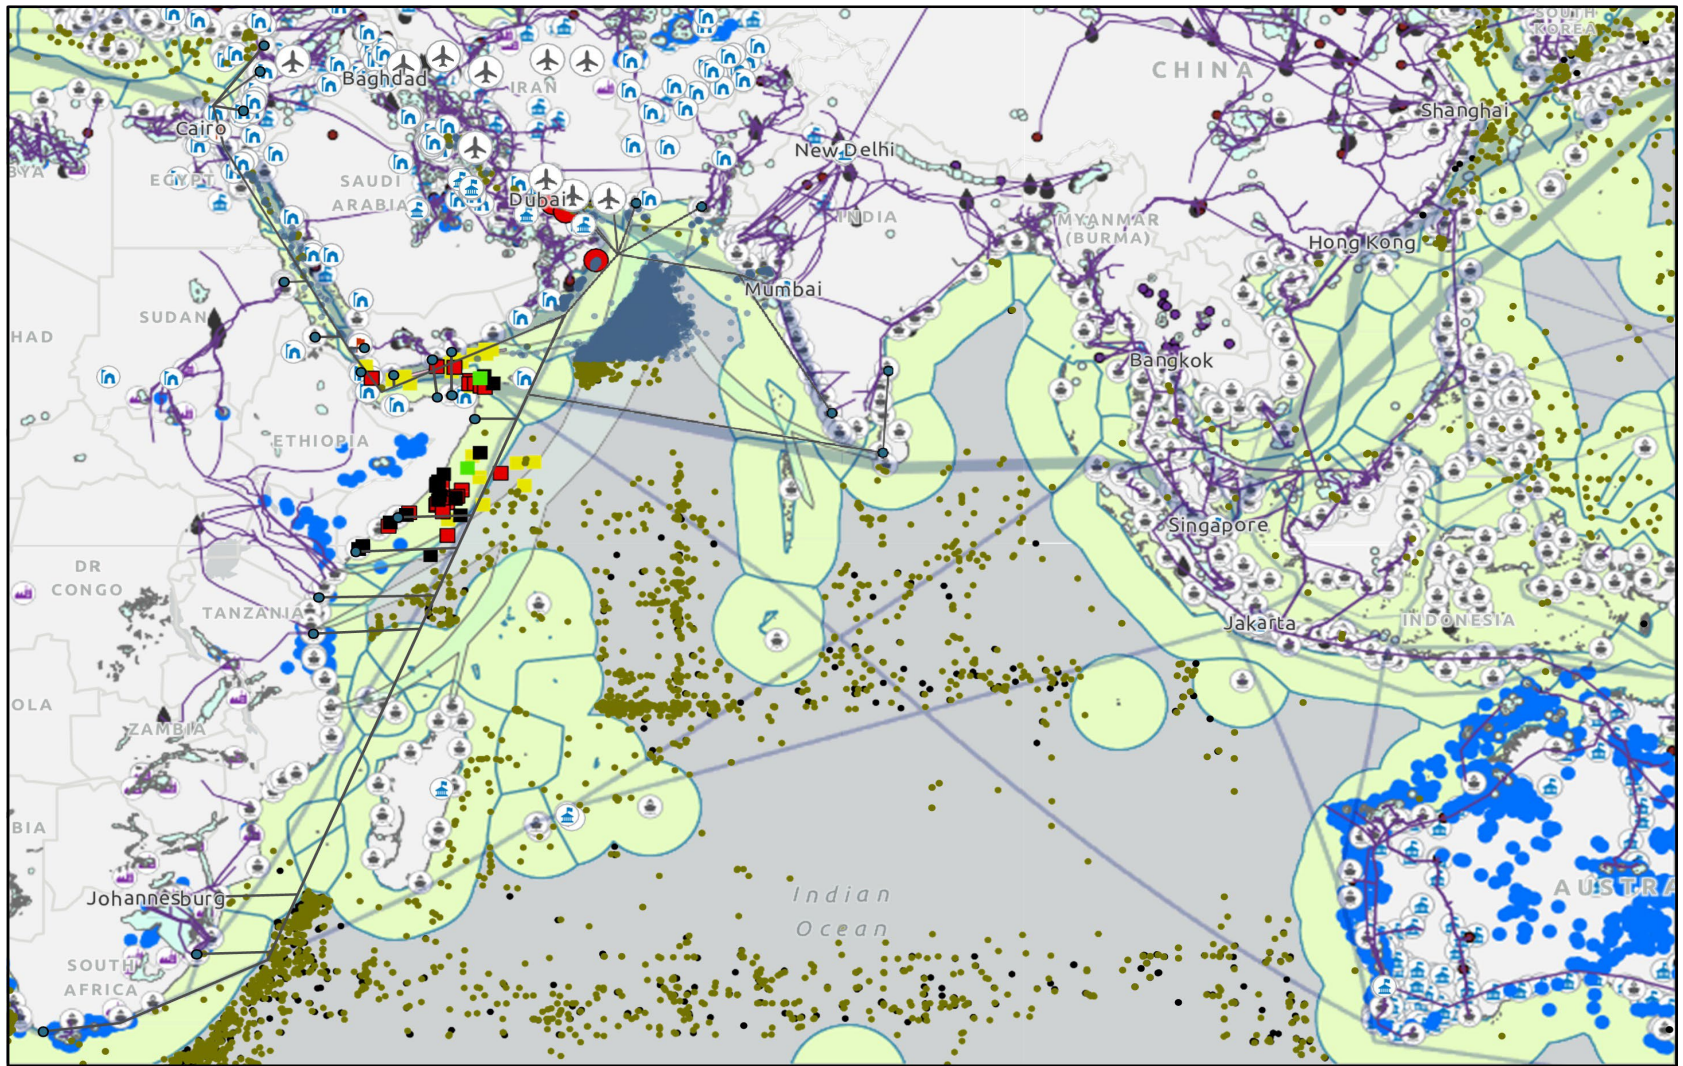 SOUTH
KOREA
CHINA
Baghdad
IRAN
Shanghai
Cairo
New Delhi
BYA
EGYPT
SAUDI
ARABIA
Dubai
INDIA
MYANMAR
(BURMA)
Hong Kong
Mumbai
SUDAN
HAD
Bangkok
ETHIOPIA
Singapore
DR
CONGO
TANZANIA
Jakarta
INDONESIA
OLA
ZAMBIA
BIA
Johannesburg
Indian
Ocean
AUSTRA
SOUTH
AFRICA